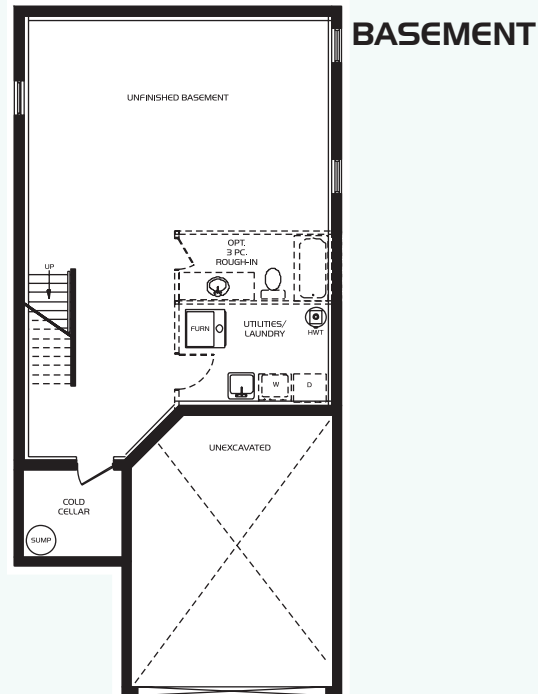 BASEMENT
UNFINISHED BASEMENT
OPT.
3 PC.
ROUGH-IN
UP
FURN
UTILITIES/
LAUNDRY
HWT
W
D
UNEXCAVATED
COLD
CELLAR
SUMP